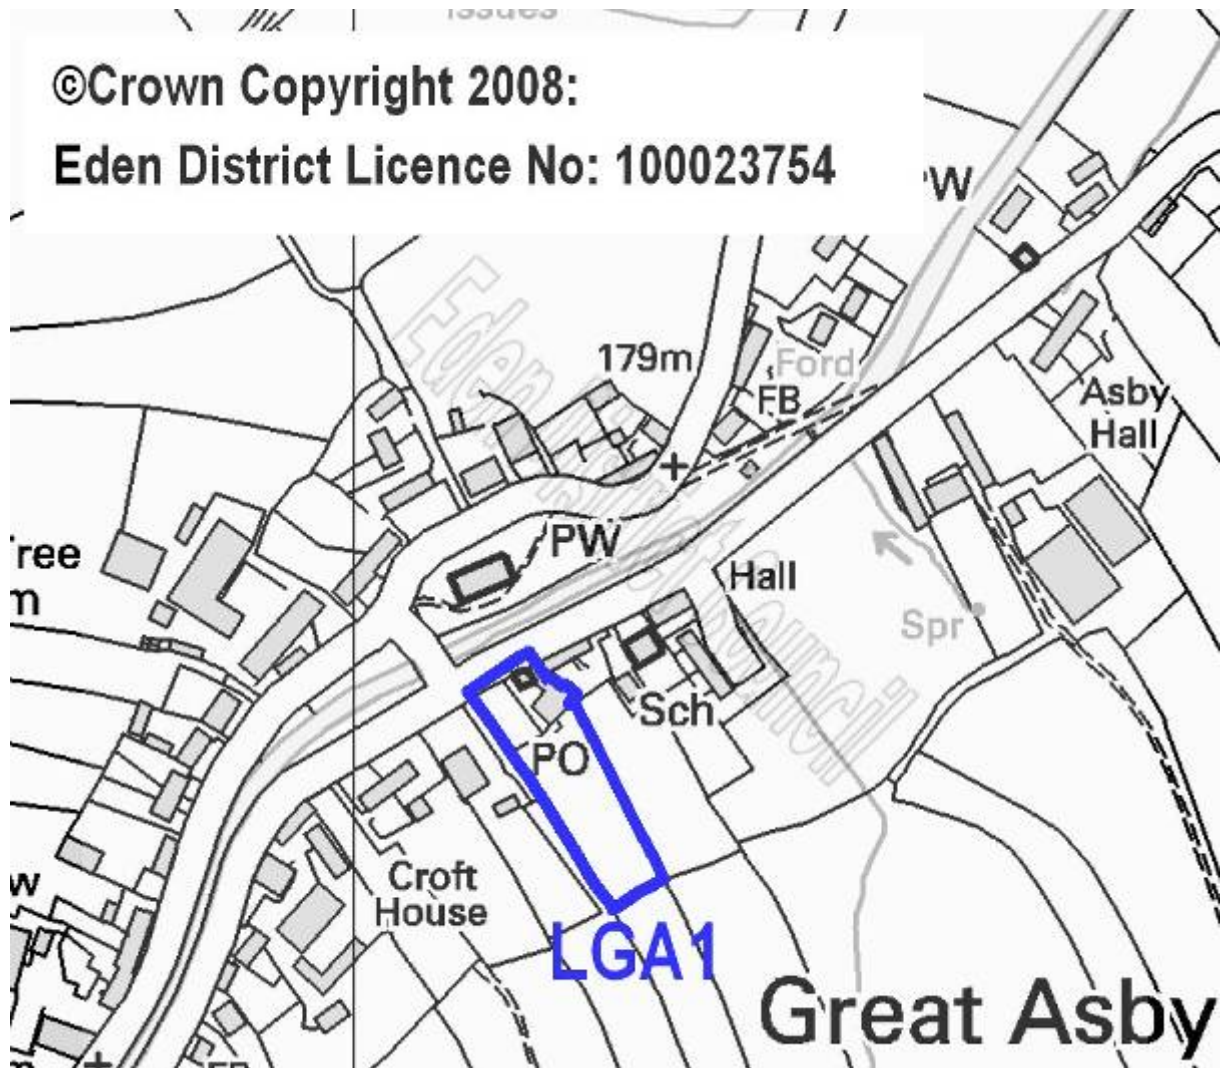 Issues
©Crown Copyright 2008:
Eden District Licence No: 100023754
PW
179m
Ford
FB
Asby
Hall
PW
Hall
Spr
Sch
PO
Croft
House
LGA1
Great Asby
Eden District Council